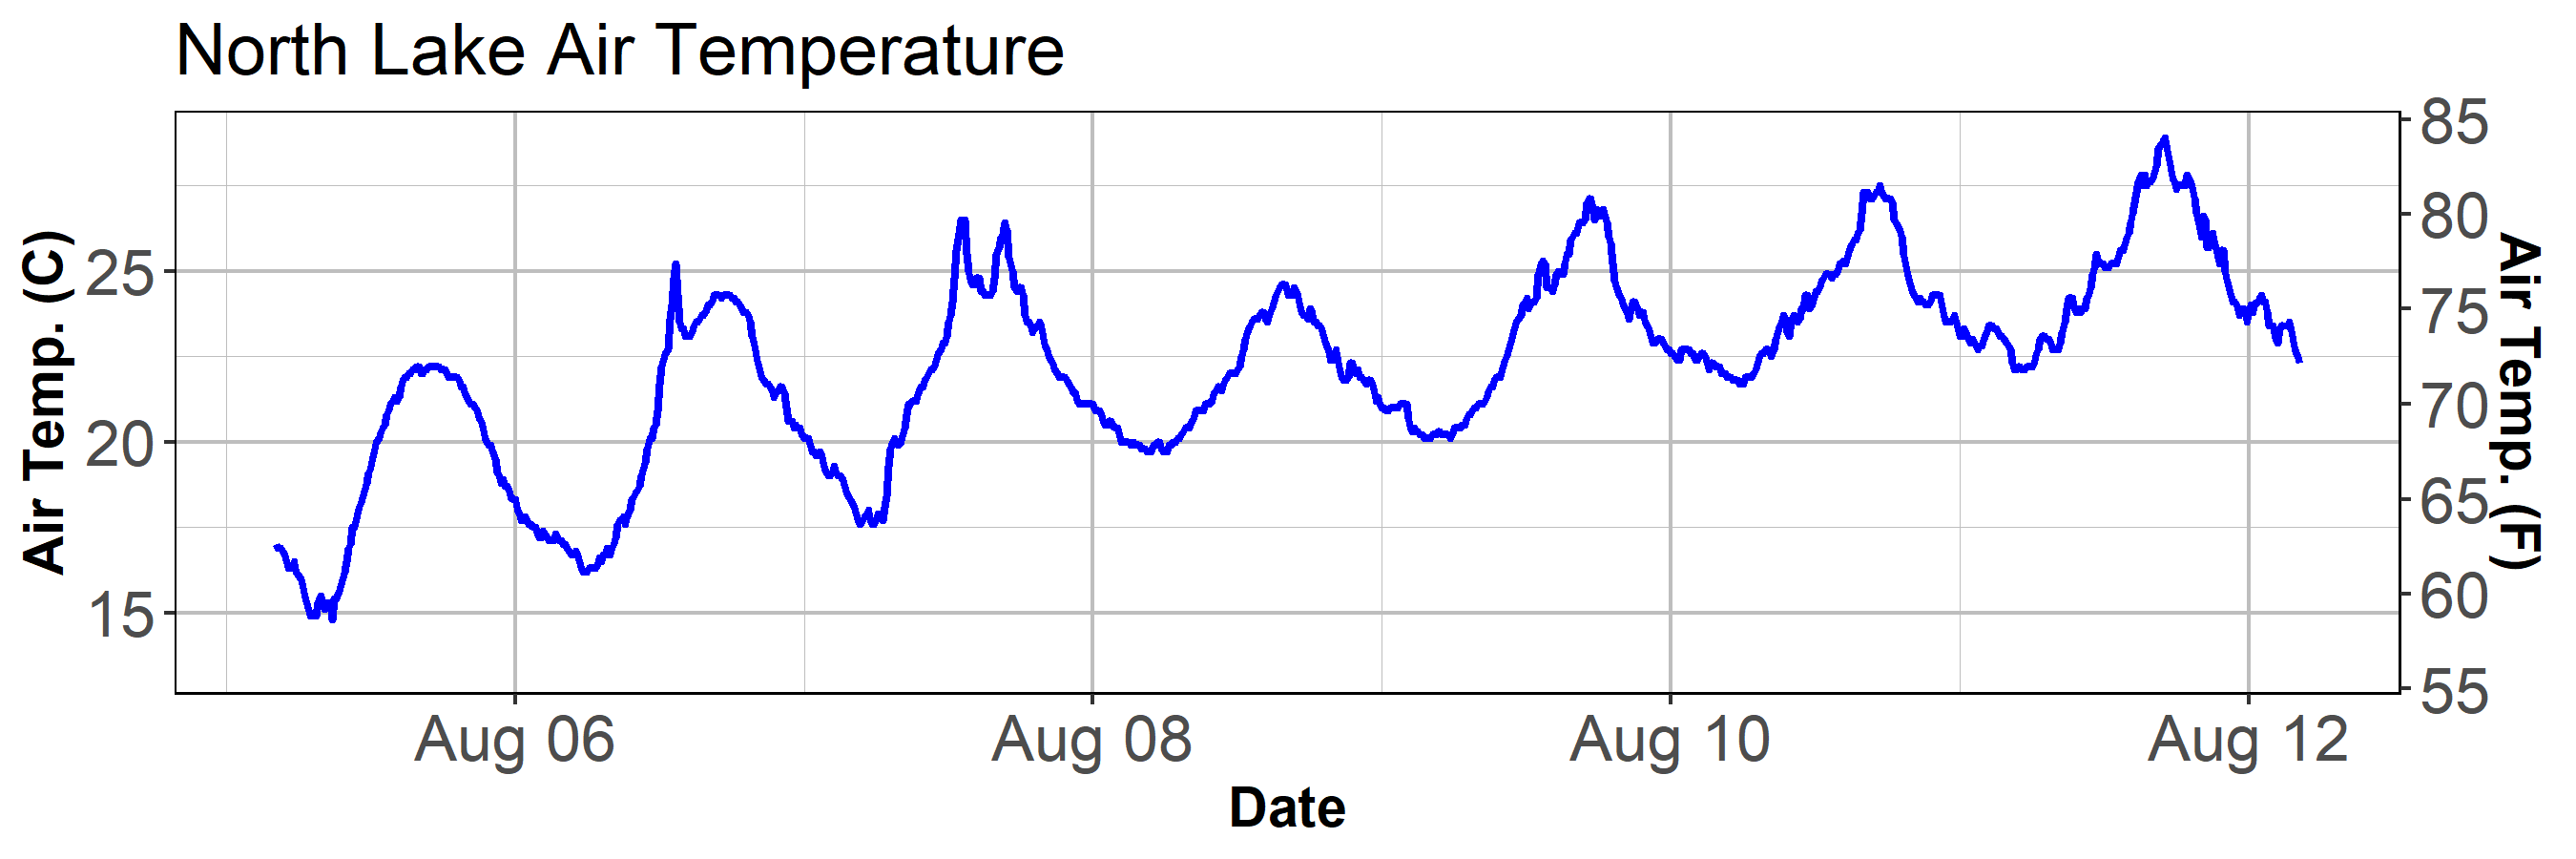 North Lake Air Temperature
Air Temp. (C)
25
20
15
85
80
75
70
65
60
55
Air Temp. (F)
Aug 06
Aug 08
Aug 10
Aug 12
Date